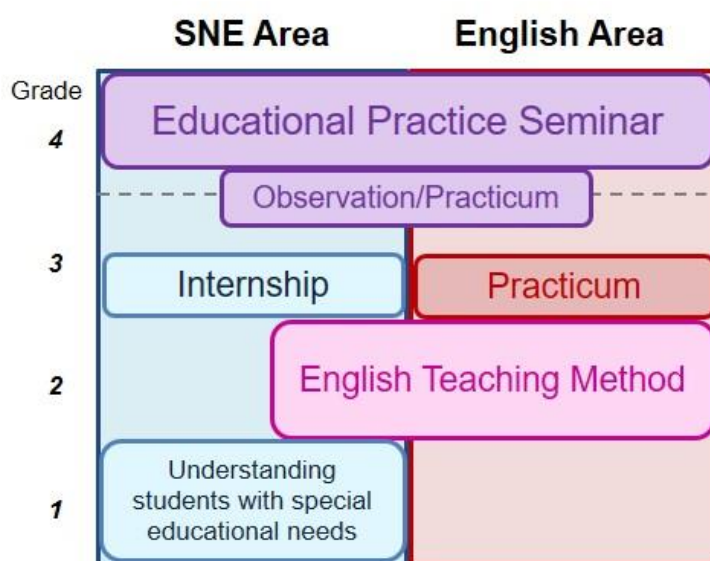 SNE Area English Area
Grade
4
Educational Practice Seminar
Observation/Practicum
3
Internship
Practicum
2
English Teaching Method
1
Understanding
students with special
educational needs